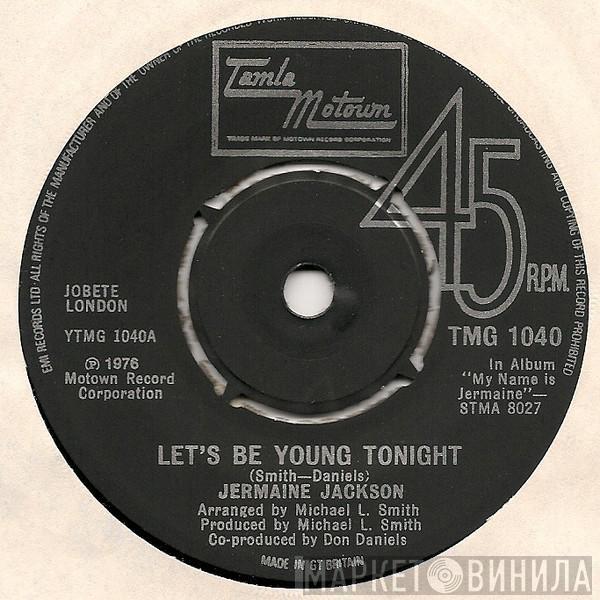 Tamla
Motown
TRADE MARK OF MOTOWN RECORD CORPORATION
45
R.P.M.
EMI RECORDS LTD·ALL RIGHTS OF THE MANUFACTURER AND OF THE OWNER OF THE RECORDED WORK
BROADCASTING AND COPYING OF THIS RECORD PROHIBITED
JOBETE
LONDON
YTMG 1040A
℗ 1976
Motown Record
Corporation
TMG 1040
In Album
"My Name is
Jermaine"—
STMA 8027
LET'S BE YOUNG TONIGHT
(Smith—Daniels)
JERMAINE JACKSON
Arranged by Michael L. Smith
Produced by Michael L. Smith
Co-produced by Don Daniels
MADE IN GT BRITAIN
МАРКЕТ ВИНИЛА